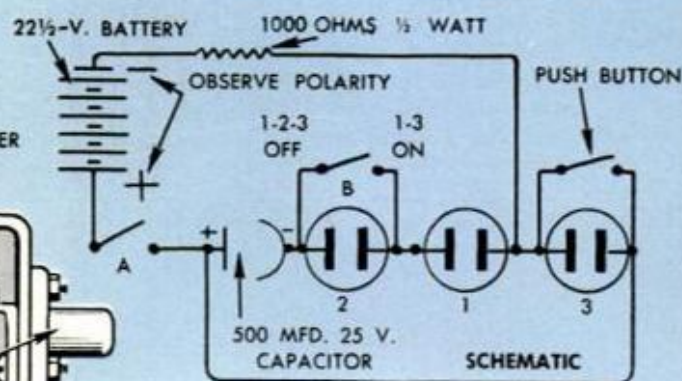 22½-V. BATTERY
1000 OHMS ½ WATT
OBSERVE POLARITY
PUSH BUTTON
ER
1-2-3
OFF
1-3
ON
B
A
2
1
3
500 MFD. 25 V.
CAPACITOR
SCHEMATIC